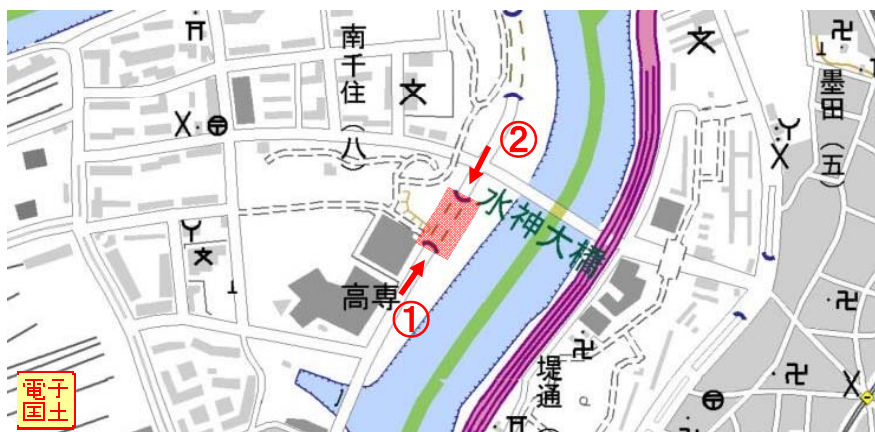 南千住(八)
②
水神大橋
墨田(五)
高専
①
堤通(
電子
国土